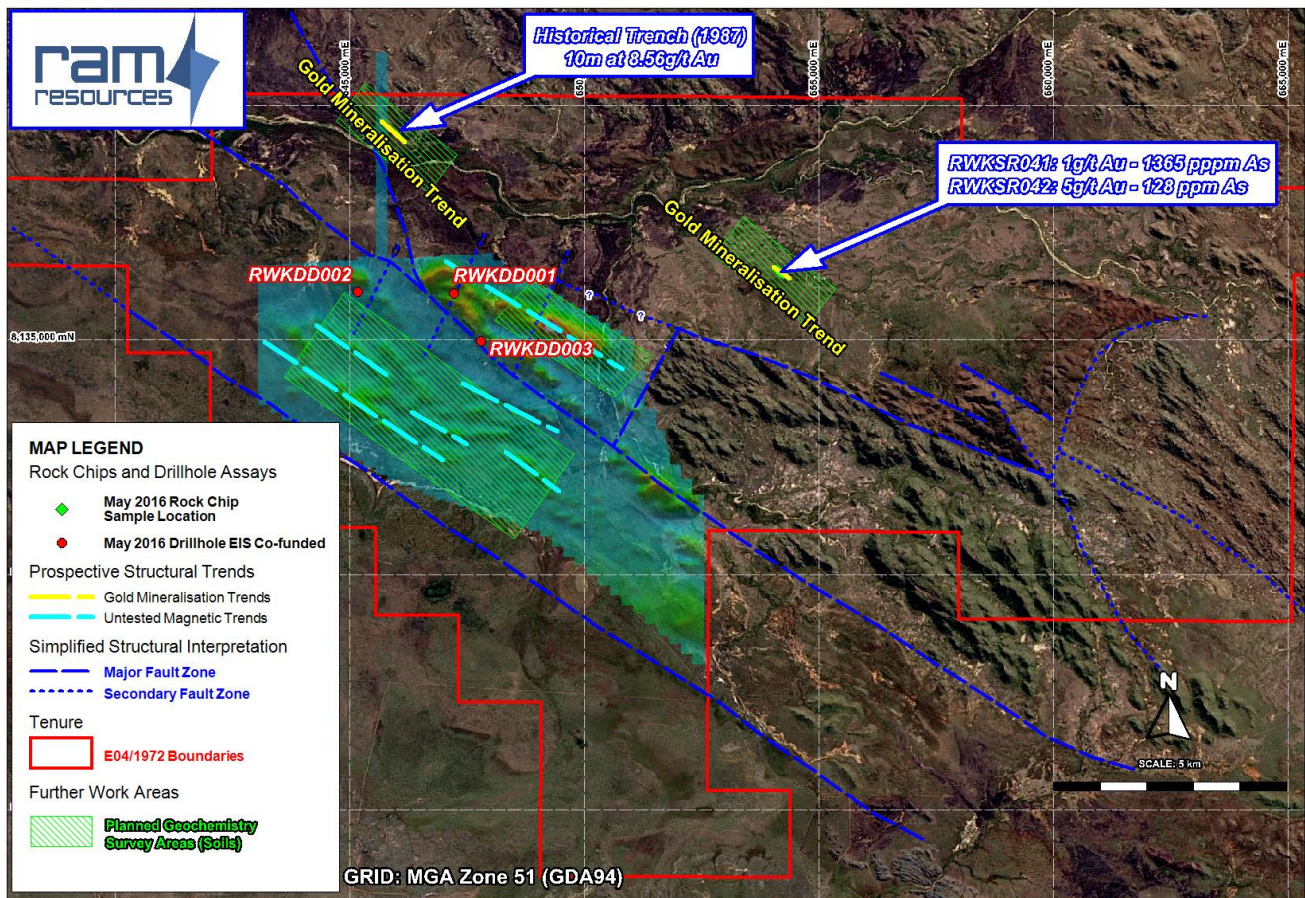 ram
resources
Historical Trench (1987)
10m at 8.56g/t Au
645,000 mE
650
655,000 mE
660,000 mE
665,000 mE
Gold Mineralisation Trend
RWKSR041: 1g/t Au - 1365 pppm As
RWKSR042: 5g/t Au - 128 ppm As
Gold Mineralisation Trend
RWKDD002
RWKDD001
?
?
8,135,000 mN
RWKDD003
MAP LEGEND
Rock Chips and Drillhole Assays
May 2016 Rock Chip
Sample Location
May 2016 Drillhole EIS Co-funded
Prospective Structural Trends
Gold Mineralisation Trends
Untested Magnetic Trends
Simplified Structural Interpretation
Major Fault Zone
Secondary Fault Zone
Tenure
E04/1972 Boundaries
Further Work Areas
Planned Geochemistry
Survey Areas (Soils)
N
SCALE: 5 km
GRID: MGA Zone 51 (GDA94)